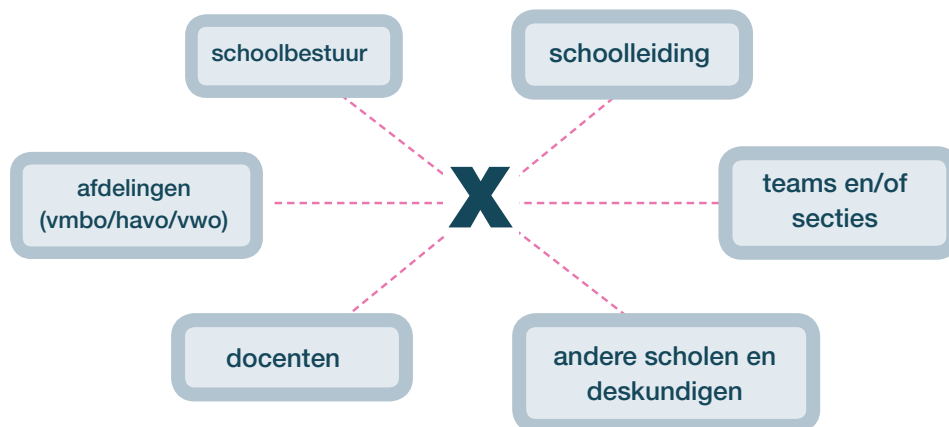 schoolbestuur
schoolleiding
afdelingen
(vmbo/havo/vwo)
X
teams en/of
secties
docenten
andere scholen en
deskundigen